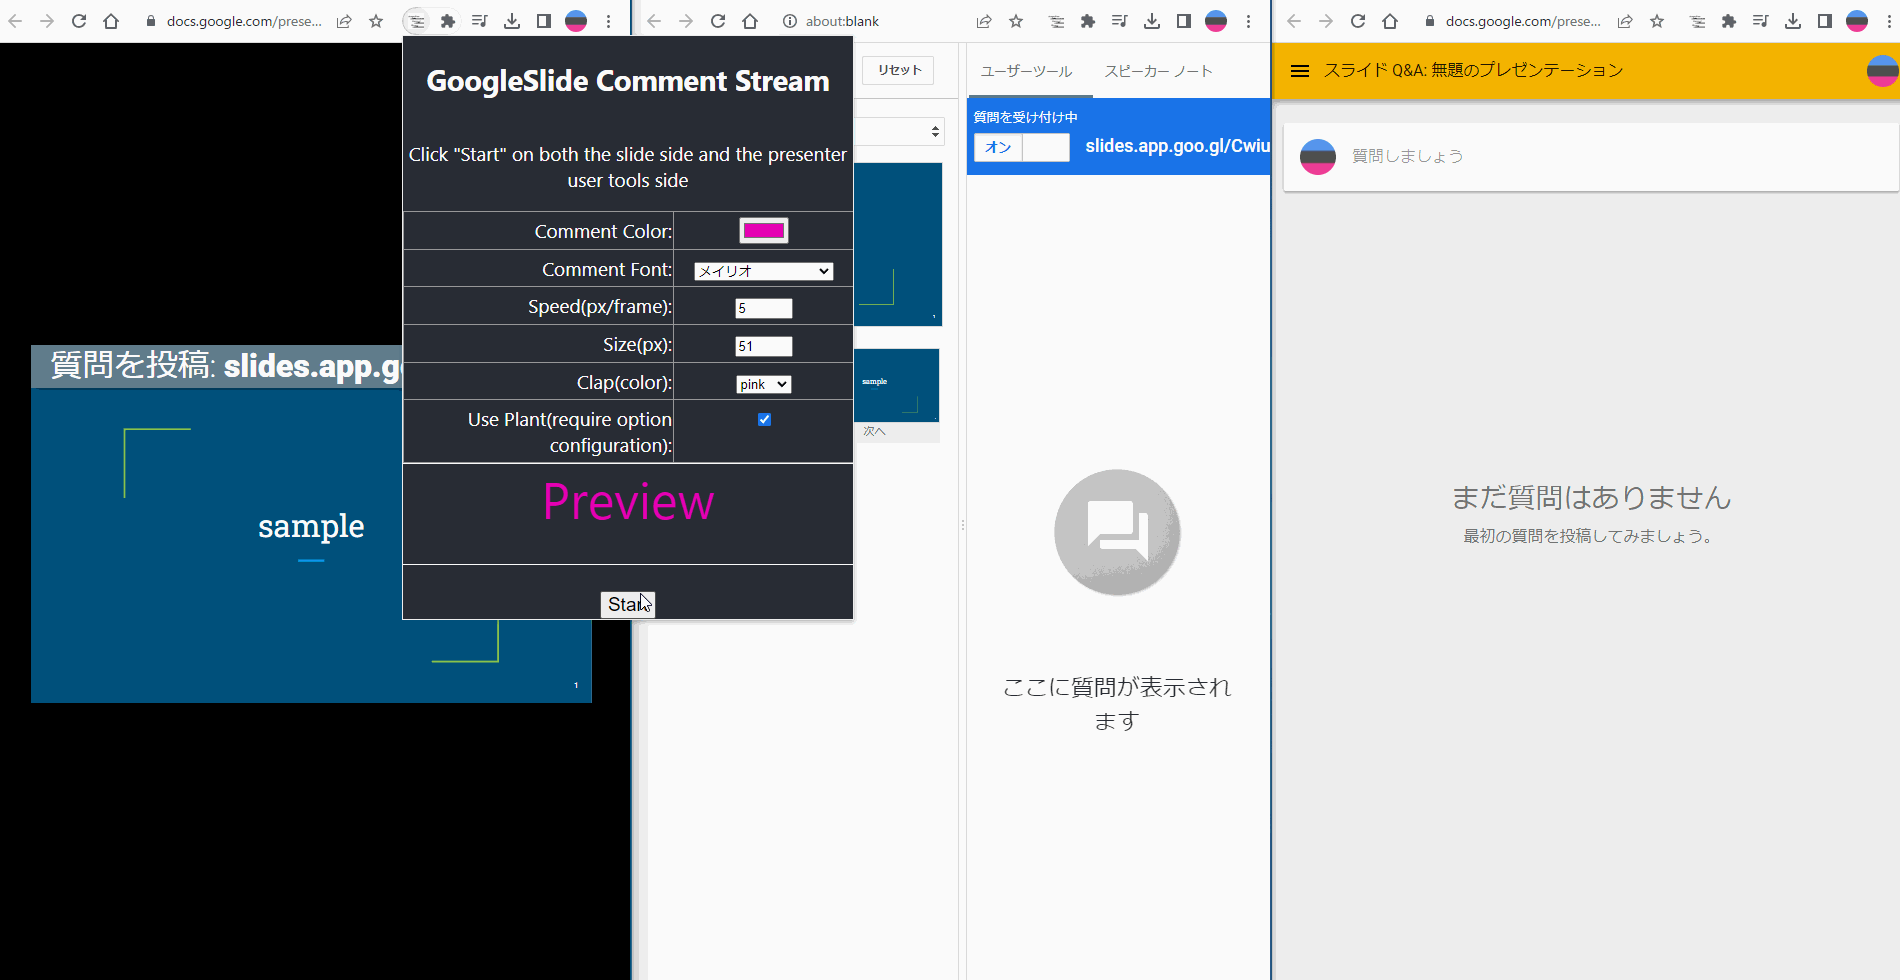 docs.google.com/prese...
GoogleSlide Comment Stream
Click "Start" on both the slide side and the presenter
user tools side
Comment Color:
Comment Font:
メイリオ
Speed(px/frame):
5
Size(px):
51
Clap(color):
pink
Use Plant(require option
configuration):
Preview
質問を投稿: slides.app.g
sample
1
about:blank
リセット
1
sample
次へ
ユーザーツール
スピーカー ノート
質問を受け付け中
オン
slides.app.goo.gl/Cwiu
ここに質問が表示され
ます
docs.google.com/prese...
スライド Q&A: 無題のプレゼンテーション
質問しましょう
まだ質問はありません
最初の質問を投稿してみましょう。